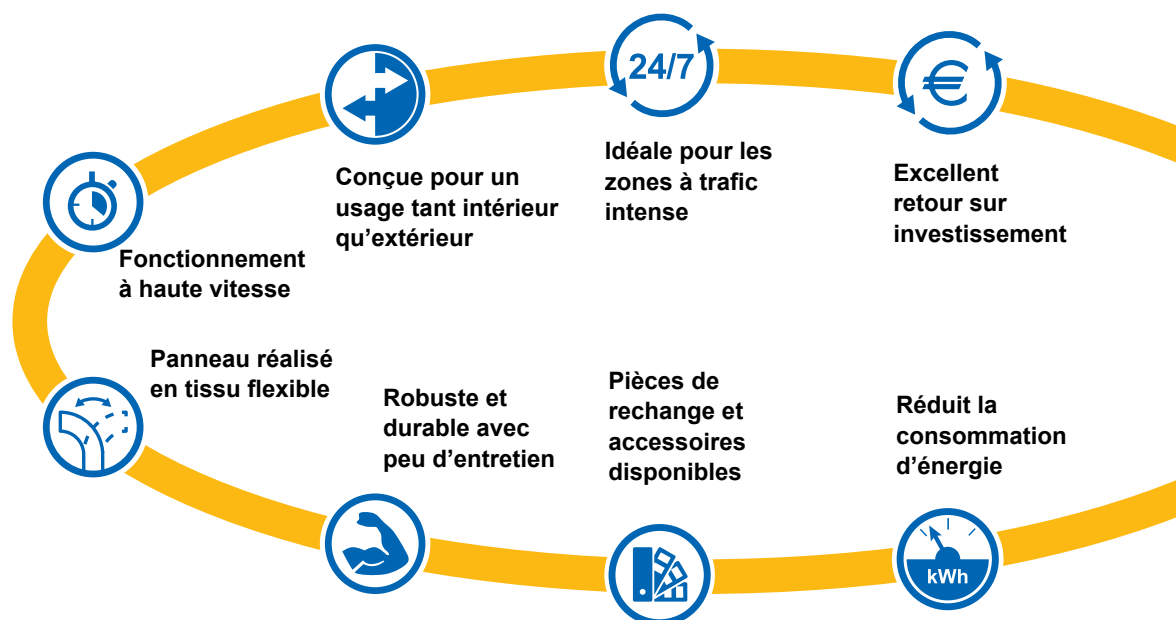 24/7
€
Conçue pour un
usage tant intérieur
qu’extérieur
Idéale pour les
zones à trafic
intense
Excellent
retour sur
investissement
Fonctionnement
à haute vitesse
Panneau réalisé
en tissu flexible
Robuste et
durable avec
peu d’entretien
Pièces de
rechange et
accessoires
disponibles
Réduit la
consommation
d’énergie
kWh